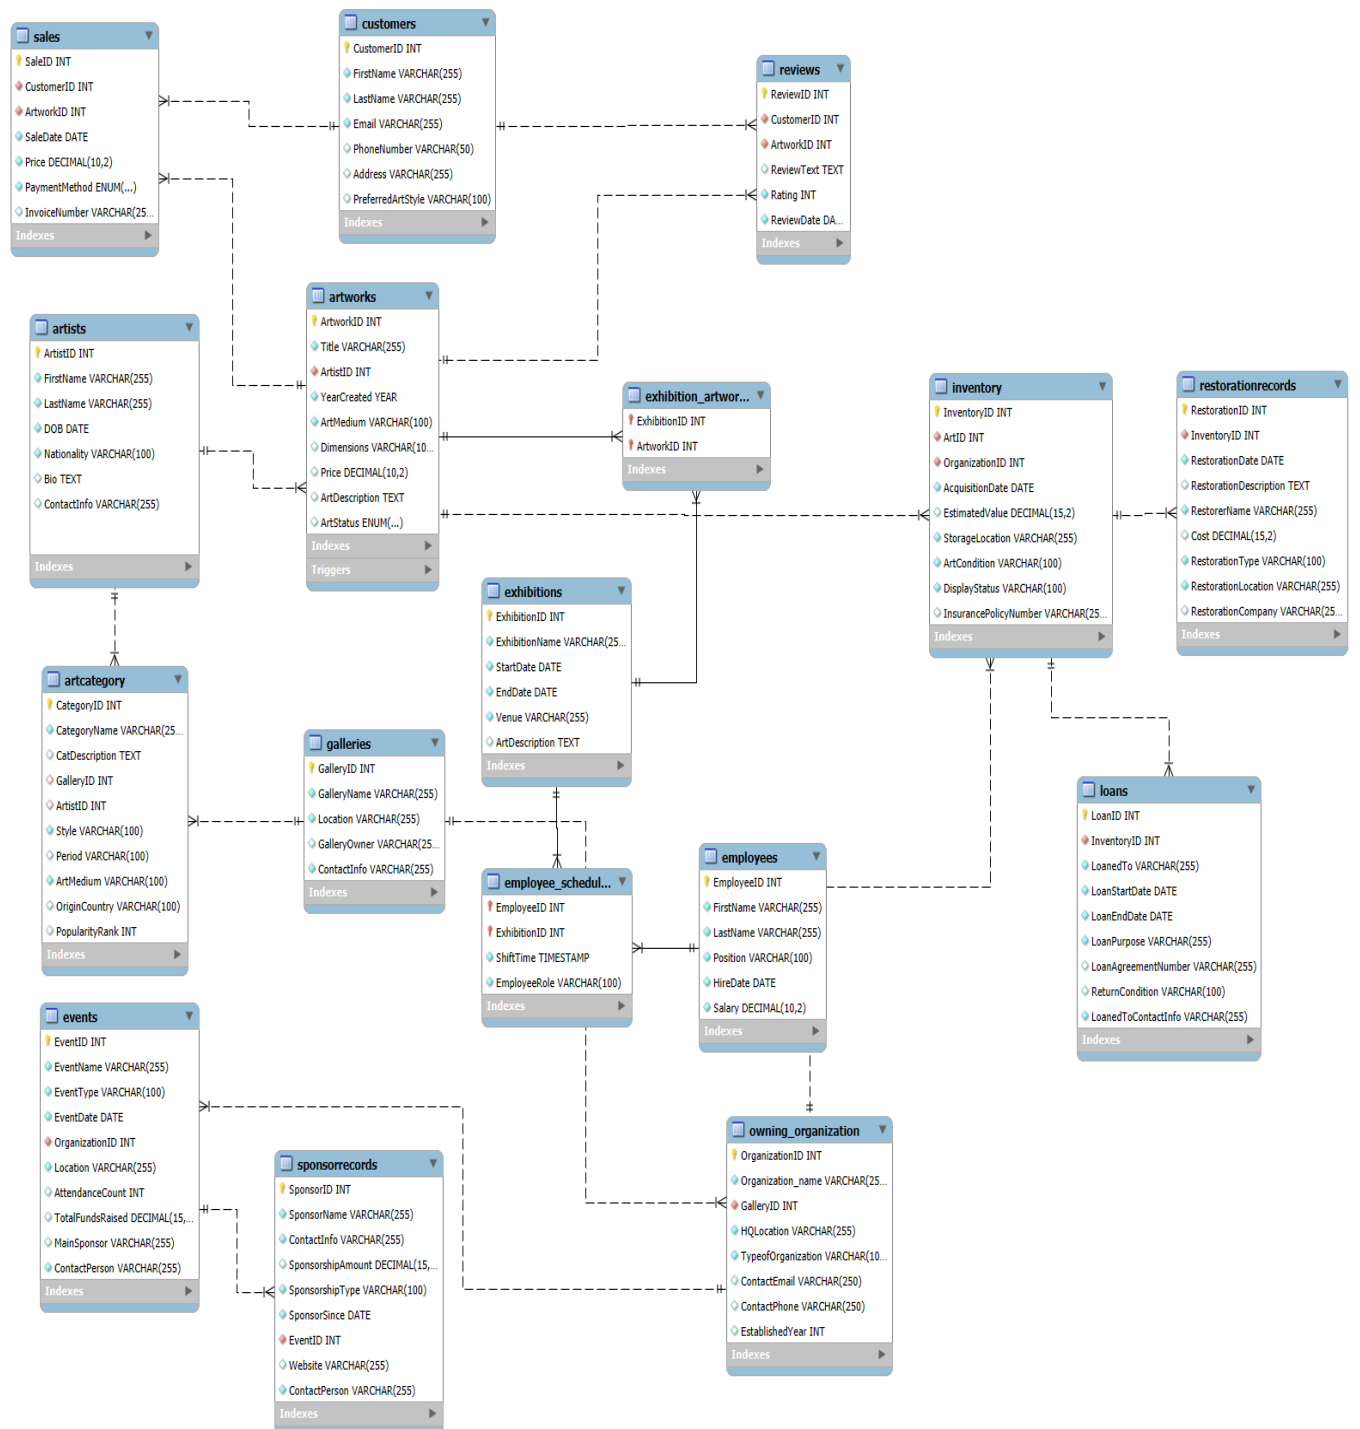 sales
SaleID INT
CustomerID INT
ArtworkID INT
SaleDate DATE
Price DECIMAL(10,2)
PaymentMethod ENUM(...)
InvoiceNumber VARCHAR(25...
Indexes
customers
CustomerID INT
FirstName VARCHAR(255)
LastName VARCHAR(255)
Email VARCHAR(255)
PhoneNumber VARCHAR(50)
Address VARCHAR(255)
PreferredArtStyle VARCHAR(100)
Indexes
reviews
ReviewID INT
CustomerID INT
ArtworkID INT
ReviewText TEXT
Rating INT
ReviewDate DA...
Indexes
artists
ArtistID INT
FirstName VARCHAR(255)
LastName VARCHAR(255)
DOB DATE
Nationality VARCHAR(100)
Bio TEXT
ContactInfo VARCHAR(255)
Indexes
artworks
ArtworkID INT
Title VARCHAR(255)
ArtistID INT
YearCreated YEAR
ArtMedium VARCHAR(100)
Dimensions VARCHAR(10...
Price DECIMAL(10,2)
ArtDescription TEXT
ArtStatus ENUM(...)
Indexes
Triggers
exhibition_artwor...
ExhibitionID INT
ArtworkID INT
Indexes
inventory
InventoryID INT
ArtID INT
OrganizationID INT
AcquisitionDate DATE
EstimatedValue DECIMAL(15,2)
StorageLocation VARCHAR(255)
ArtCondition VARCHAR(100)
DisplayStatus VARCHAR(100)
InsurancePolicyNumber VARCHAR(25...
Indexes
restorationrecords
RestorationID INT
InventoryID INT
RestorationDate DATE
RestorationDescription TEXT
RestorerName VARCHAR(255)
Cost DECIMAL(15,2)
RestorationType VARCHAR(100)
RestorationLocation VARCHAR(255)
RestorationCompany VARCHAR(25...
Indexes
exhibitions
ExhibitionID INT
ExhibitionName VARCHAR(25...
StartDate DATE
EndDate DATE
Venue VARCHAR(255)
ArtDescription TEXT
Indexes
artcategory
CategoryID INT
CategoryName VARCHAR(25...
CatDescription TEXT
GalleryID INT
ArtistID INT
Style VARCHAR(100)
Period VARCHAR(100)
ArtMedium VARCHAR(100)
OriginCountry VARCHAR(100)
PopularityRank INT
Indexes
galleries
GalleryID INT
GalleryName VARCHAR(255)
Location VARCHAR(255)
GalleryOwner VARCHAR(25...
ContactInfo VARCHAR(255)
Indexes
employee_schedul...
EmployeeID INT
ExhibitionID INT
ShiftTime TIMESTAMP
EmployeeRole VARCHAR(100)
Indexes
employees
EmployeeID INT
FirstName VARCHAR(255)
LastName VARCHAR(255)
Position VARCHAR(100)
HireDate DATE
Salary DECIMAL(10,2)
Indexes
loans
LoanID INT
InventoryID INT
LoanedTo VARCHAR(255)
LoanStartDate DATE
LoanEndDate DATE
LoanPurpose VARCHAR(255)
LoanAgreementNumber VARCHAR(255)
ReturnCondition VARCHAR(100)
LoanedToContactInfo VARCHAR(255)
Indexes
events
EventID INT
EventName VARCHAR(255)
EventType VARCHAR(100)
EventDate DATE
OrganizationID INT
Location VARCHAR(255)
AttendanceCount INT
TotalFundsRaised DECIMAL(15,...
MainSponsor VARCHAR(255)
ContactPerson VARCHAR(255)
Indexes
sponsorrecords
SponsorID INT
SponsorName VARCHAR(255)
ContactInfo VARCHAR(255)
SponsorshipAmount DECIMAL(15,...
SponsorshipType VARCHAR(100)
SponsorSince DATE
EventID INT
Website VARCHAR(255)
ContactPerson VARCHAR(255)
Indexes
owning_organization
OrganizationID INT
Organization_name VARCHAR(25...
GalleryID INT
HQLocation VARCHAR(255)
TypeofOrganization VARCHAR(10...
ContactEmail VARCHAR(250)
ContactPhone VARCHAR(250)
EstablishedYear INT
Indexes